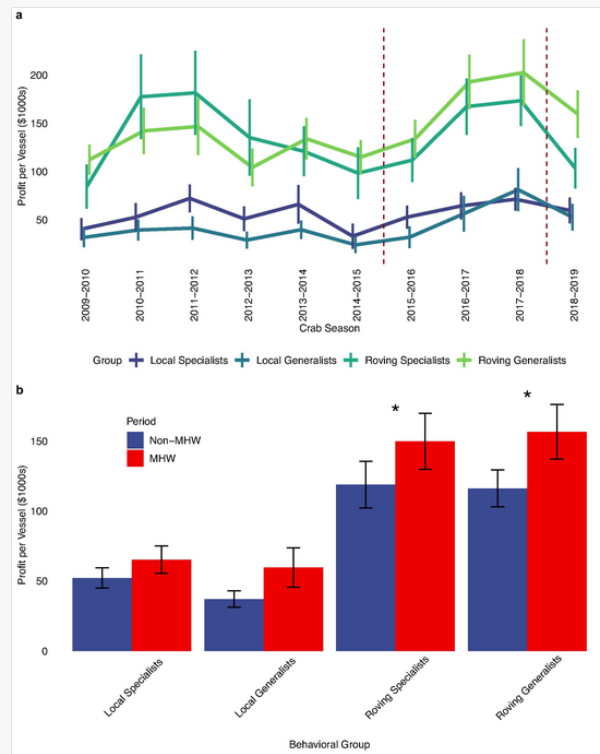 a
Profit per Vessel ($1000s)
200
150
100
50
2009−2010
2010−2011
2011−2012
2012−2013
2013−2014
2014−2015
2015−2016
2016−2017
2017−2018
2018−2019
Crab Season
Group Local Specialists Local Generalists Roving Specialists Roving Generalists
b
Profit per Vessel ($1000s)
150
100
50
0
Period
Non−MHW
MHW
*
*
Local Specialists
Local Generalists
Roving Specialists
Roving Generalists
Behavioral Group